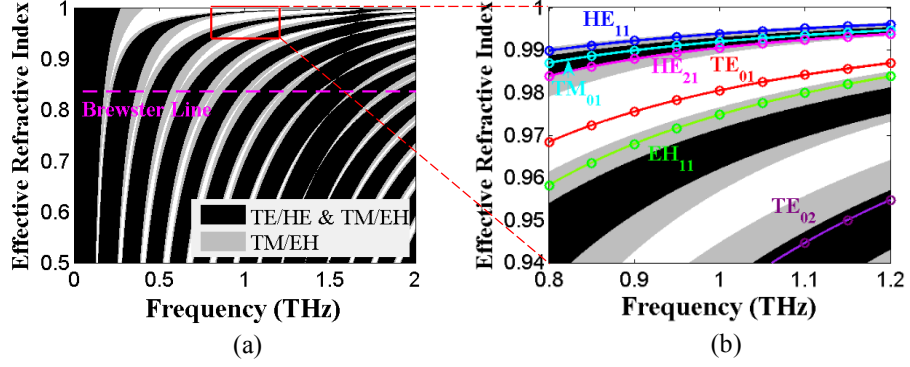 Effective Refractive Index
1
0.9
0.8
0.7
0.6
0.5
Brewster Line
TE/HE & TM/EH
TM/EH
0
0.5
1
1.5
2
Frequency (THz)
(a)
Effective Refractive Index
1
0.99
0.98
0.97
0.96
0.95
0.94
HE11
TE01
HE21
TM01
EH11
TE02
0.8
0.9
1
1.1
1.2
Frequency (THz)
(b)